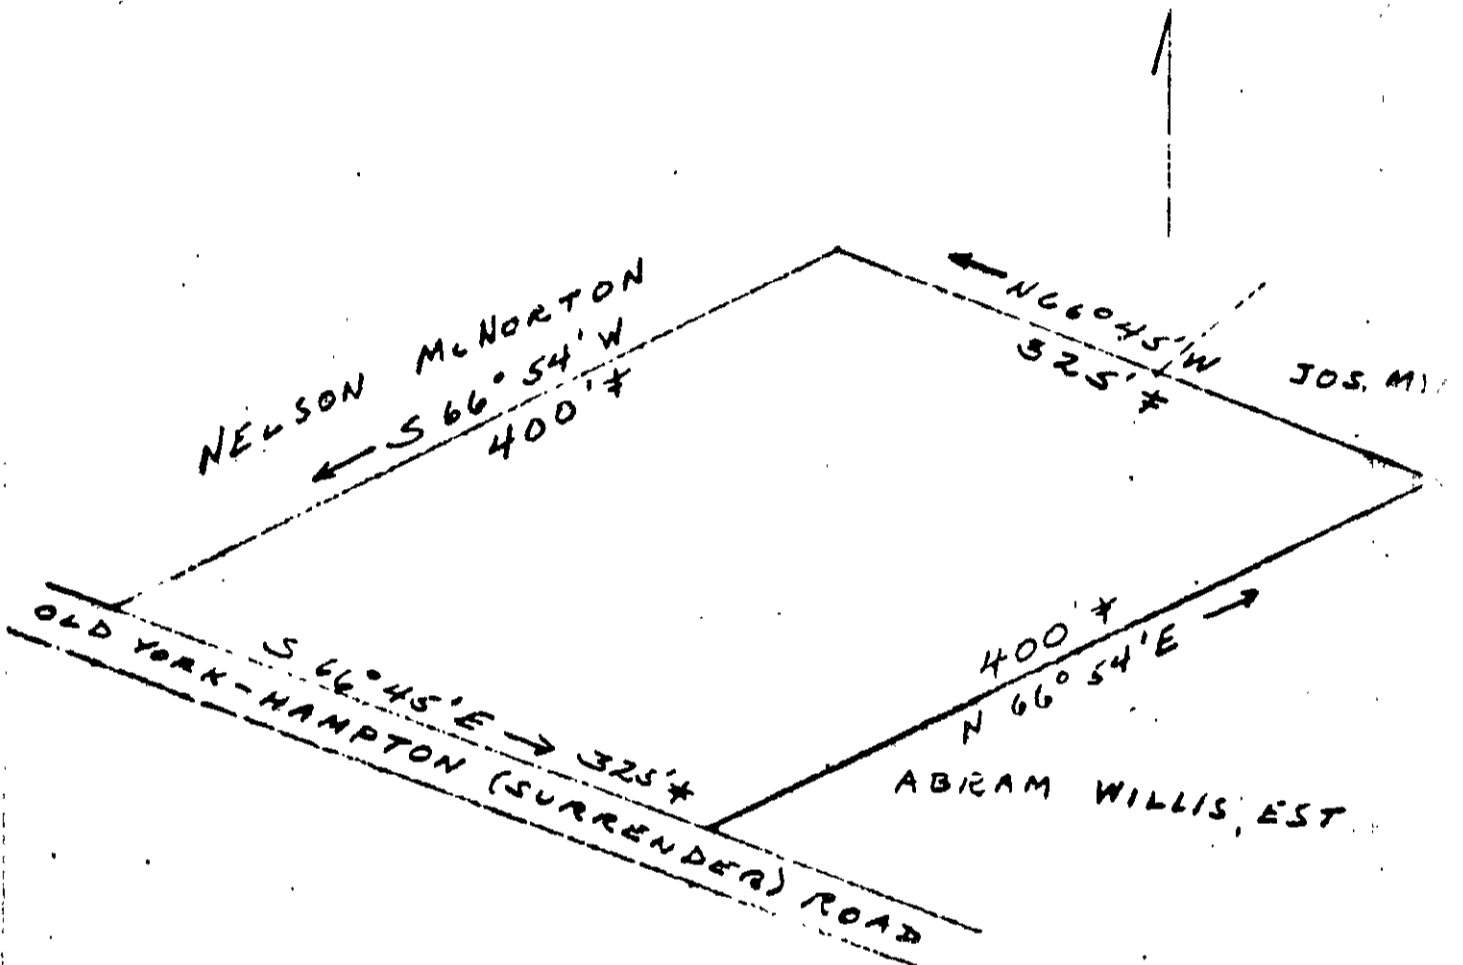 NELSON McNORTON
S 66° 54' W
400' ±
N 66° 45' W
325' ±
JOS.
S 66° 45' E → 325' ±
OLD YORK-HAMPTON (SURRENDER) ROAD
400' ±
N 66° 54' E
ABRAM WILLIS, EST.